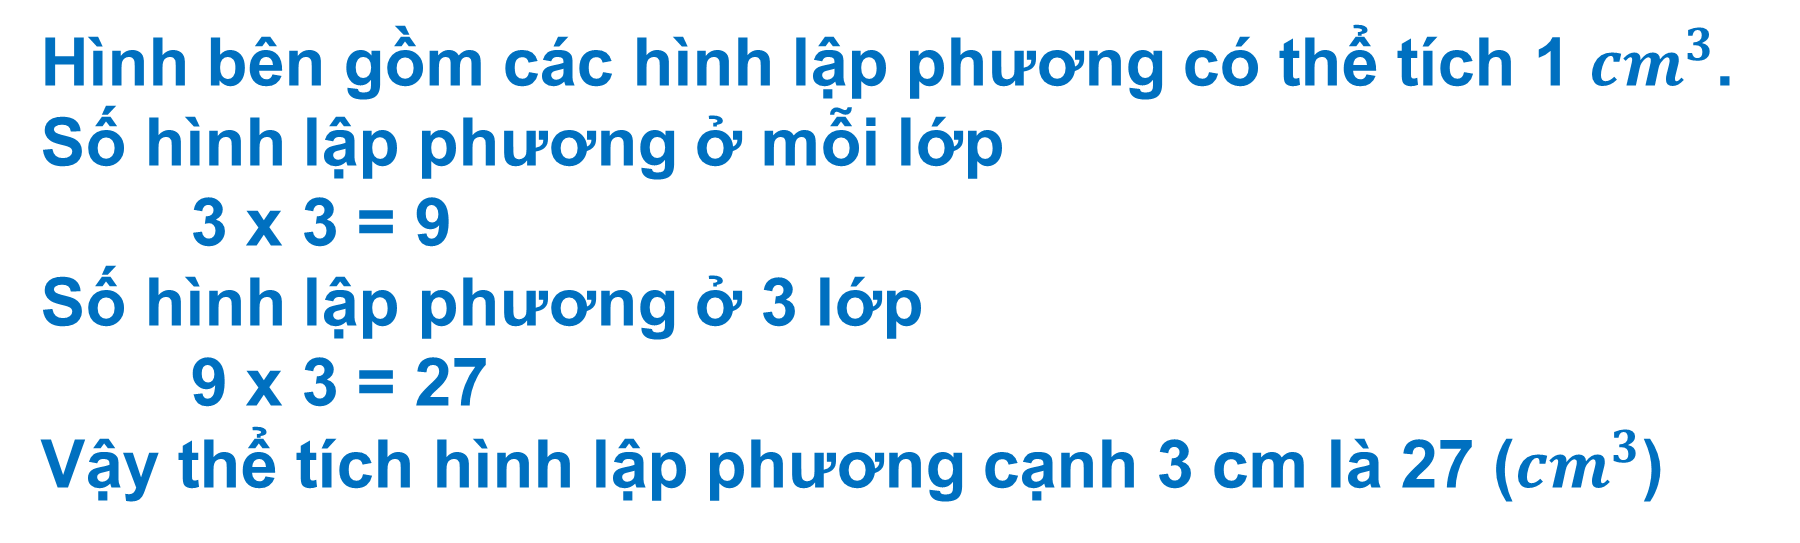 Hình bên gồm các hình lập phương có thể tích 1 cm³.
Số hình lập phương ở mỗi lớp
3 x 3 = 9
Số hình lập phương ở 3 lớp
9 x 3 = 27
Vậy thể tích hình lập phương cạnh 3 cm là 27 (cm³)